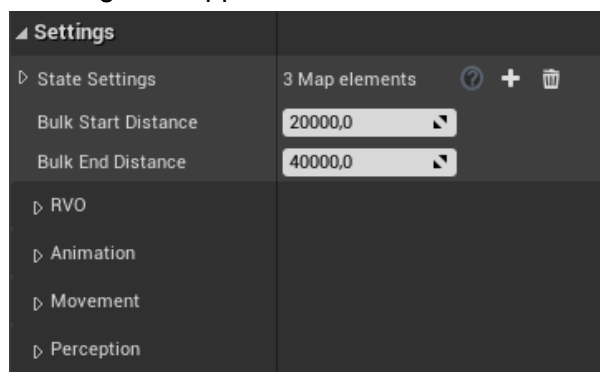 Settings
State Settings 3 Map elements
Bulk Start Distance 20000,0
Bulk End Distance 40000,0
RVO
Animation
Movement
Perception